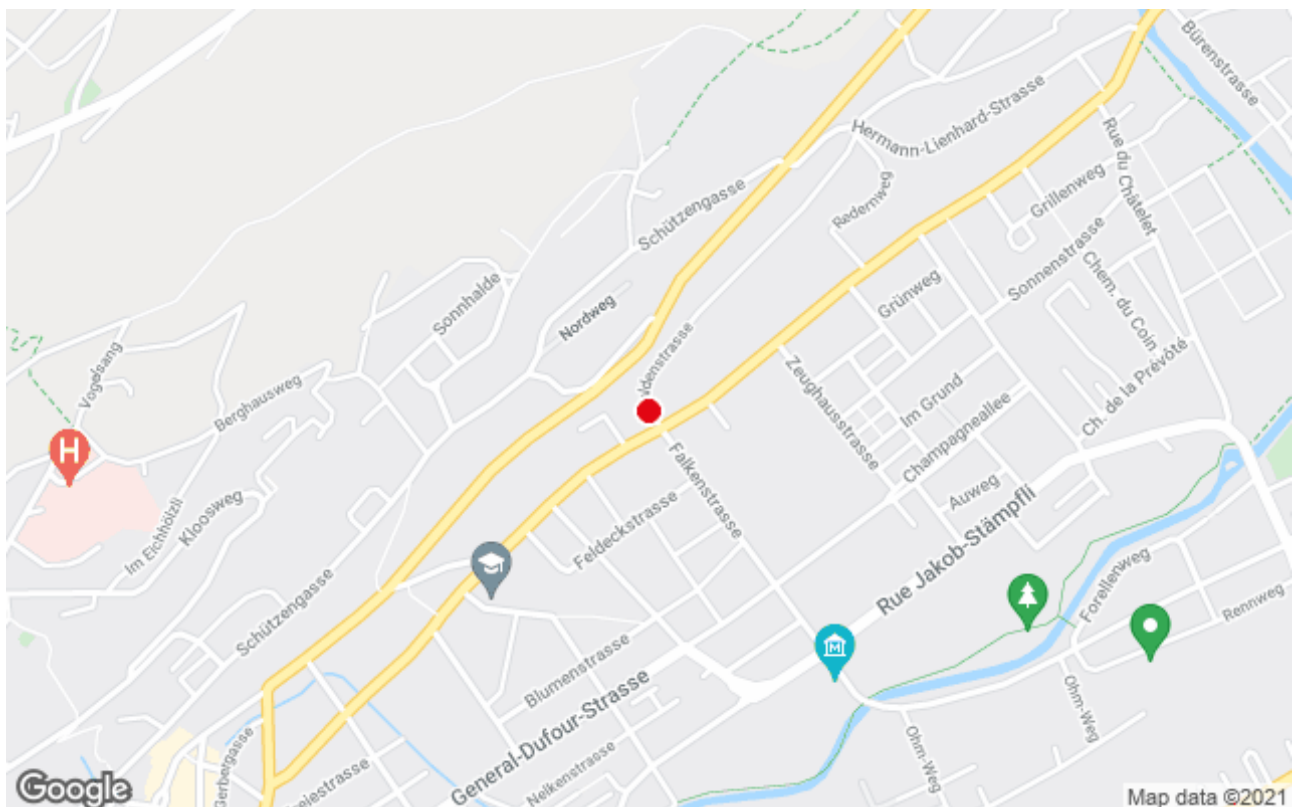 Bürenstrasse
Hermann-Lienhard-Strasse
Rue du Châtelet
Grillenweg
Redernweg
Schützengasse
Sonnenstrasse
Chem. du Coin
Grünweg
Sonnhalde
Nordweg
Vogelsang
Berghausweg
Zeughausstrasse
Im Grund
Ch. de la Prévôté
Champagneallee
H
Falkenstrasse
Kloosweg
Im Eichhölzli
Auweg
Feldeckstrasse
Rue Jakob-Stämpfli
Schützengasse
Forellenweg
Rennweg
M
Blumenstrasse
General-Dufour-Strasse
Ohm-Weg
Ohm-Weg
Gerbergasse
Nelkenstrasse
Google
Map data ©2021